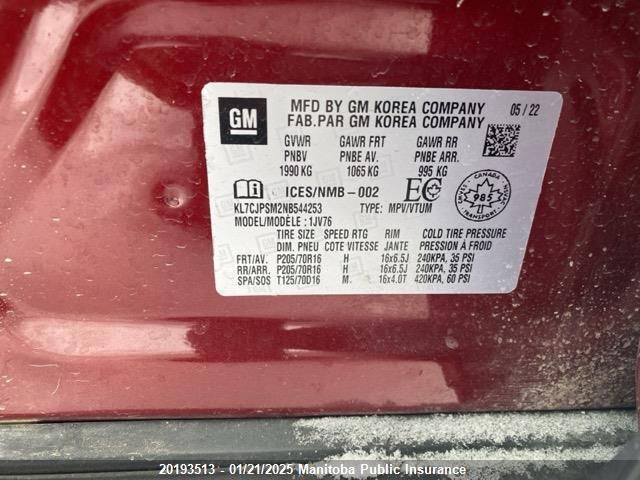 GM
MFD BY GM KOREA COMPANY 05 / 22
FAB.PAR GM KOREA COMPANY
GVWR GAWR FRT GAWR RR
PNBV PNBE AV. PNBE ARR.
1990 KG 1065 KG 995 KG
ICES/NMB-002 EC CANADA 985
KL7CJPSM2NB544253 TYPE: MPV/VTUM
MODEL/MODÈLE : 1JV76
TIRE SIZE SPEED RTG RIM COLD TIRE PRESSURE
DIM. PNEU COTE VITESSE JANTE PRESSION À FROID
FRT/AV. P205/70R16 H 16x6.5J 240KPA, 35 PSI
RR/ARR. P205/70R16 H 16x6.5J 240KPA, 35 PSI
SPA/SOS T125/70D16 M. 16x4.0T 420KPA, 60 PSI
20193513 - 01/21/2025 Manitoba Public Insurance